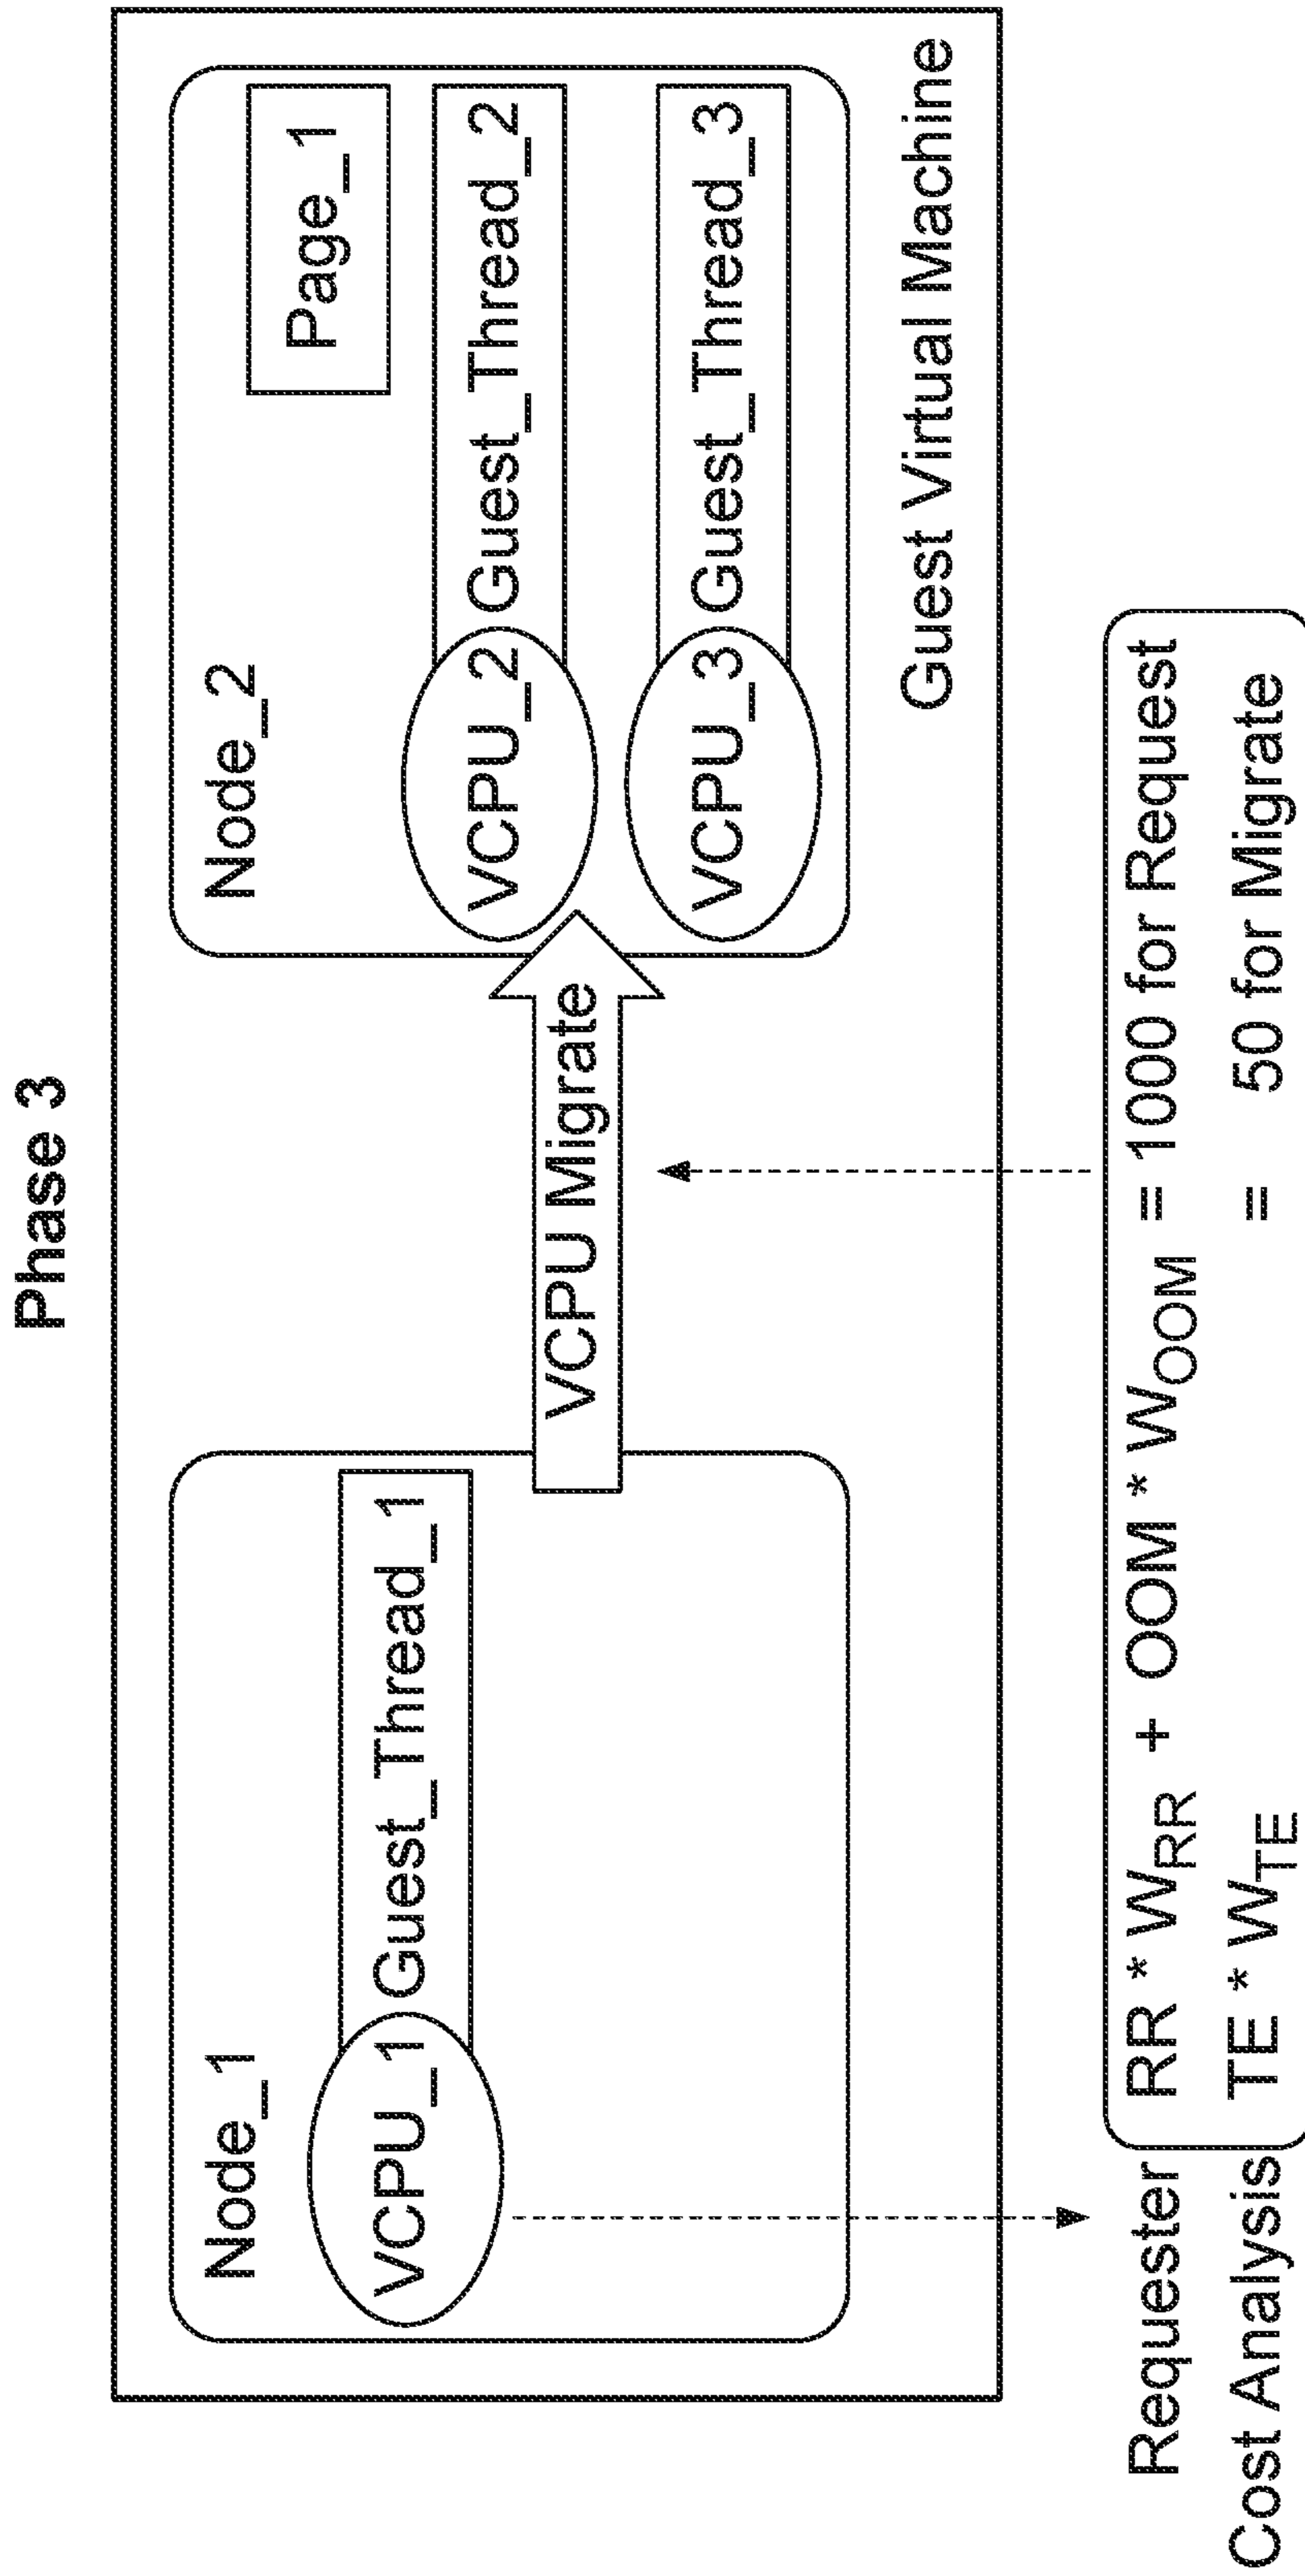 Phase 3
Node_1
VCPU_1 Guest_Thread_1
VCPU Migrate
Node_2
Page_1
VCPU_2 Guest_Thread_2
VCPU_3 Guest_Thread_3
Guest Virtual Machine
Requester RR * W_RR + OOM * W_OOM = 1000 for Request
Cost Analysis TE * W_TE = 50 for Migrate